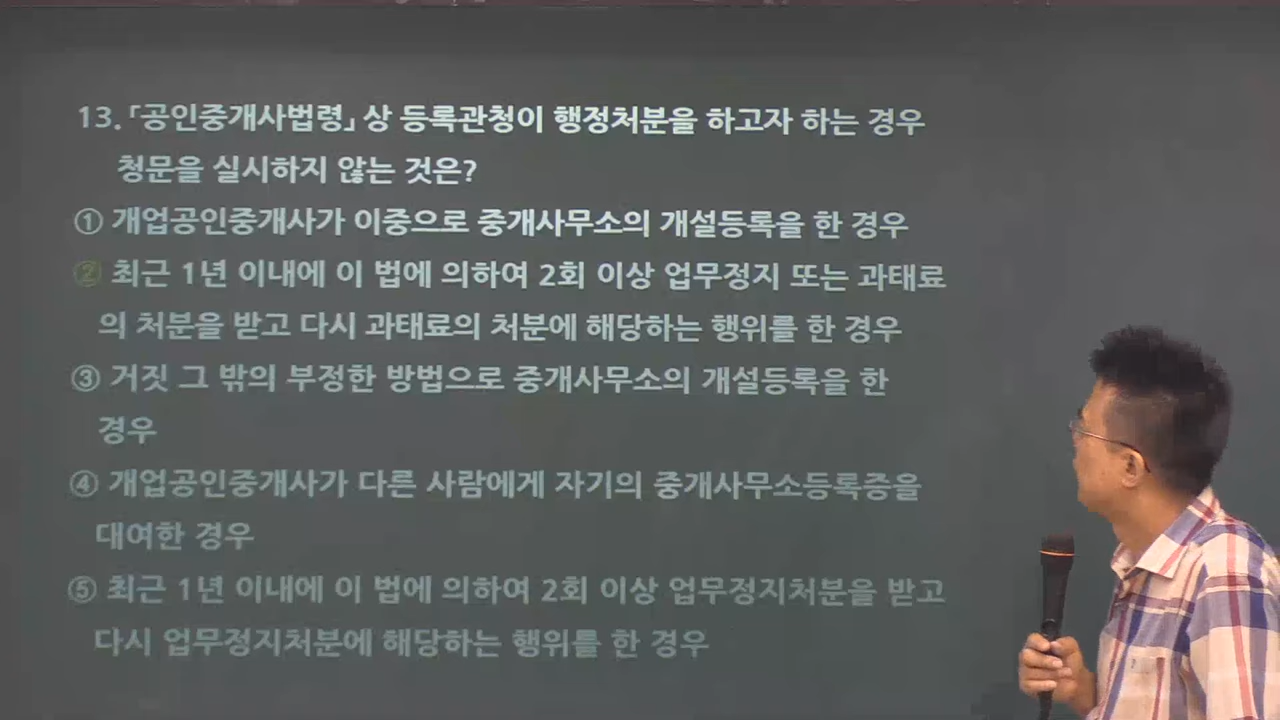 13. 「공인중개사법령」 상 등록관청이 행정처분을 하고자 하는 경우
청문을 실시하지 않는 것은?
① 개업공인중개사가 이중으로 중개사무소의 개설등록을 한 경우
② 최근 1년 이내에 이 법에 의하여 2회 이상 업무정지 또는 과태료
의 처분을 받고 다시 과태료의 처분에 해당하는 행위를 한 경우
③ 거짓 그 밖의 부정한 방법으로 중개사무소의 개설등록을 한
경우
④ 개업공인중개사가 다른 사람에게 자기의 중개사무소등록증을
대여한 경우
⑤ 최근 1년 이내에 이 법에 의하여 2회 이상 업무정지처분을 받고
다시 업무정지처분에 해당하는 행위를 한 경우